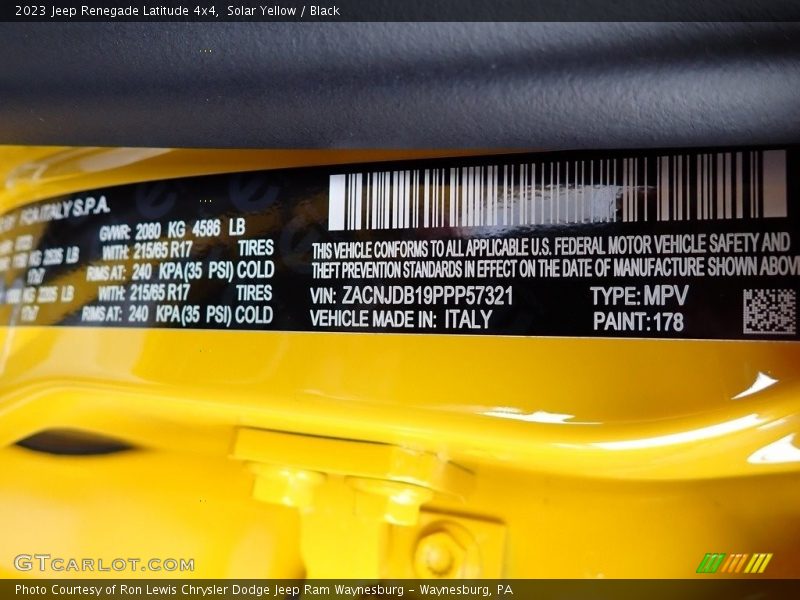 2023 Jeep Renegade Latitude 4x4, Solar Yellow / Black
ITALY S.P.A.
GVWR: 2080 KG 4586 LB
WITH: 215/65 R17 TIRES
RIMS AT: 240 KPA(35 PSI) COLD
WITH: 215/65 R17 TIRES
RIMS AT: 240 KPA(35 PSI) COLD
THIS VEHICLE CONFORMS TO ALL APPLICABLE U.S. FEDERAL MOTOR VEHICLE SAFETY AND
THEFT PREVENTION STANDARDS IN EFFECT ON THE DATE OF MANUFACTURE SHOWN ABOV
VIN: ZACNJDB19PPP57321 TYPE: MPV
VEHICLE MADE IN: ITALY PAINT: 178
GTCARLOT.COM
Photo Courtesy of Ron Lewis Chrysler Dodge Jeep Ram Waynesburg - Waynesburg, PA